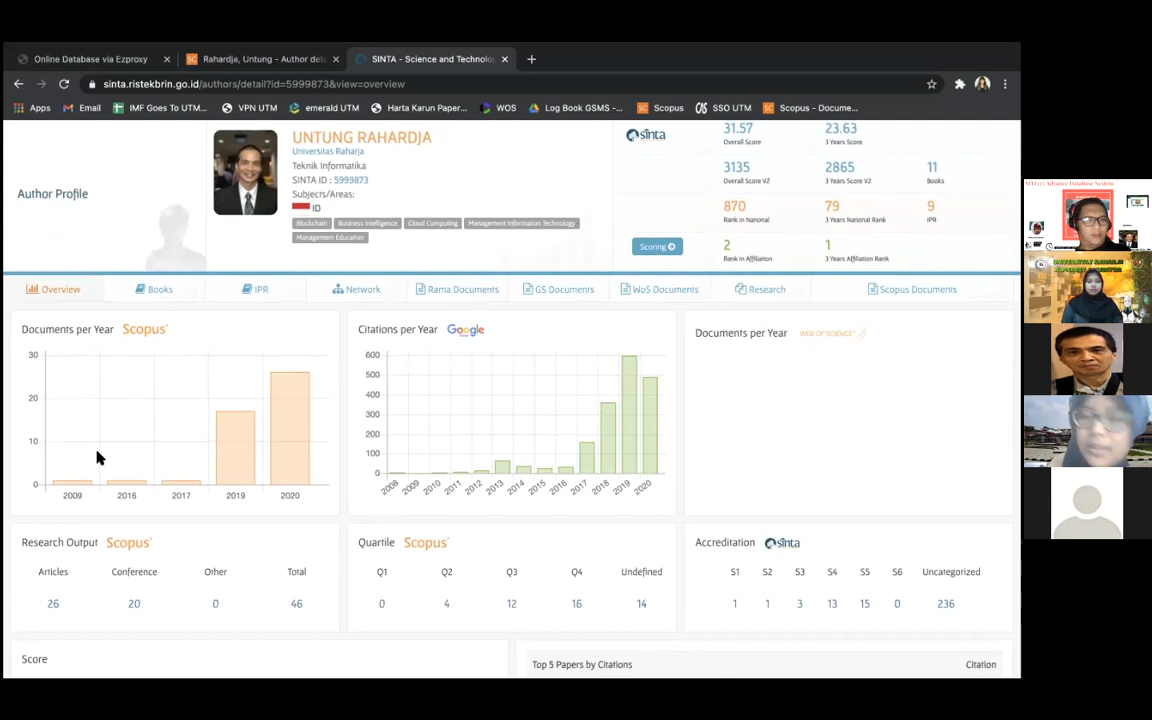 Online Database via Ezproxy
Rahardja, Untung - Author det
SINTA - Science and Technolo
sinta.ristekbrin.go.id/authors/detail?id=5999873&view=overview
Apps Email IMF Goes To UTM... VPN UTM emerald UTM Harta Karun Paper... WOS Log Book GSMS -... Scopus SSO UTM Scopus - Docume...
Author Profile
UNTUNG RAHARDJA
Universitas Raharja
Teknik Informatika
SINTA ID : 5999873
Subjects/Areas:
ID
Blockchain Business Intelligence Cloud Computing Management Information Technology
Management Education
sinta
31.57 23.63
Overall Score 3 Years Score
3135 2865 11
Overall Score V2 3 Years Score V2 Books
870 79 9
Rank in National 3 Years National Rank IPR
Scoring
2 1
Rank in Affiliation 3 Years Affiliation Rank
Overview Books IPR Network Rama Documents GS Documents WoS Documents Research Scopus Documents
Documents per Year Scopus
30
20
10
0
2009 2016 2017 2019 2020
Citations per Year Google
600
500
400
300
200
100
0
2008 2009 2010 2011 2012 2013 2014 2015 2016 2017 2018 2019 2020
Documents per Year WEB OF SCIENCE
Research Output Scopus
Articles Conference Other Total
26 20 0 46
Quartile Scopus
Q1 Q2 Q3 Q4 Undefined
0 4 12 16 14
Accreditation sinta
S1 S2 S3 S4 S5 S6 Uncategorized
1 1 3 13 15 0 236
Score
Top 5 Papers by Citations Citation
Advance Database System
UNIVERSITAS RAHARJA